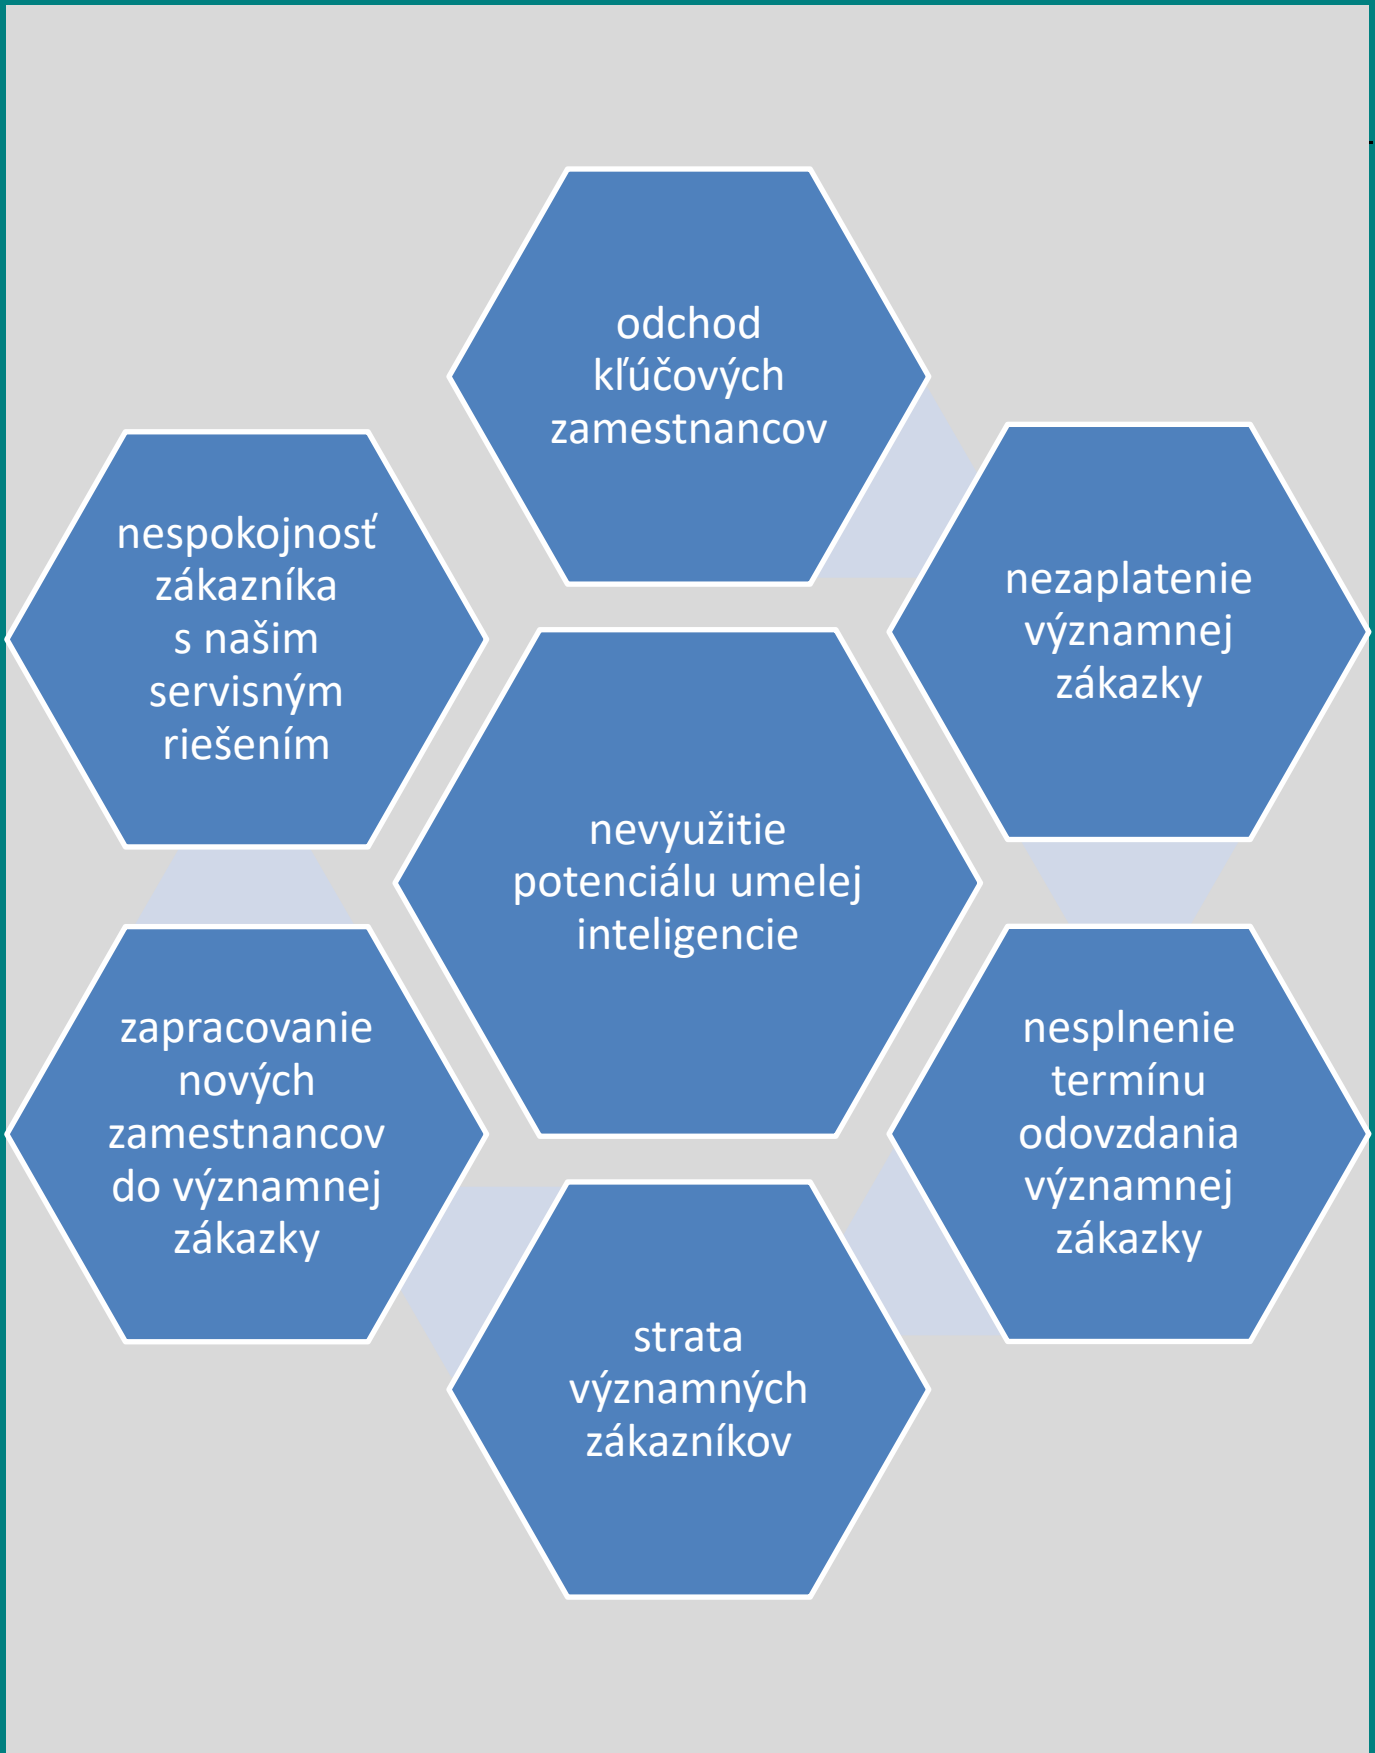 odchod
kľúčových
zamestnancov
nezaplatenie
významnej
zákazky
nesplnenie
termínu
odovzdania
významnej
zákazky
strata
významných
zákazníkov
zapracovanie
nových
zamestnancov
do významnej
zákazky
nespokojnosť
zákazníka
s našim
servisným
riešením
nevyužitie
potenciálu umelej
inteligencie